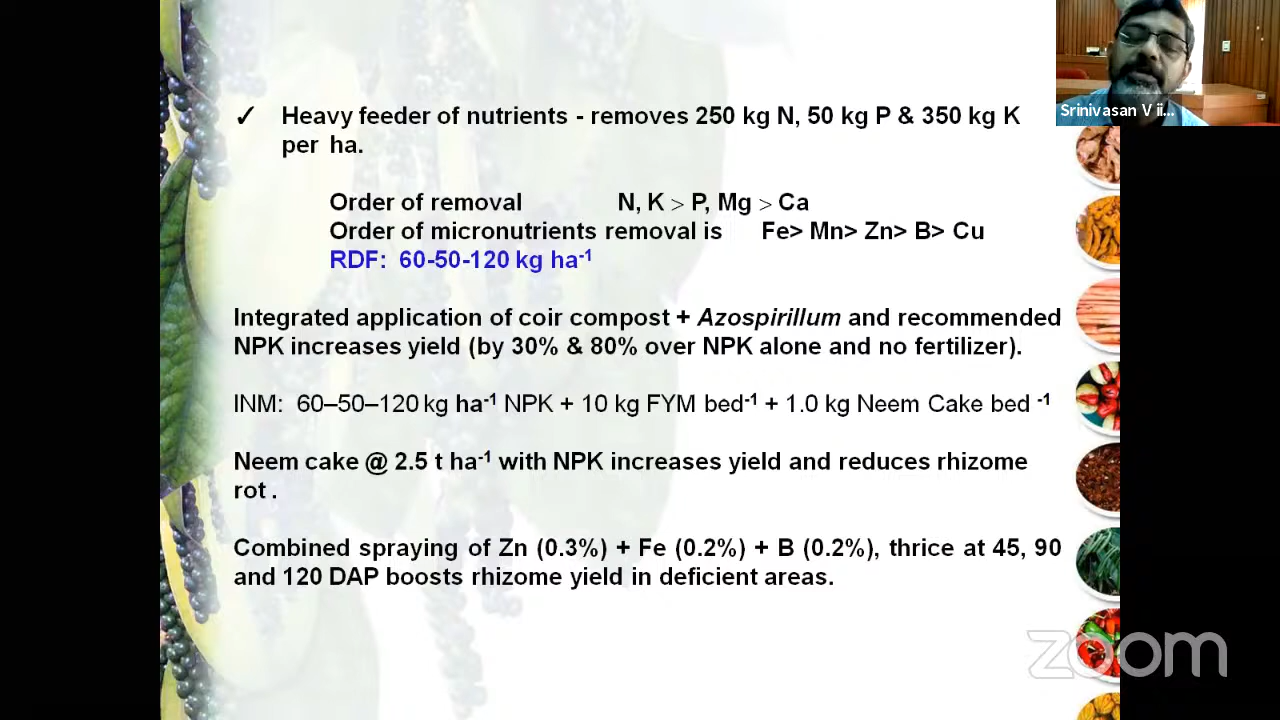 Srinivasan V ii...
✓ Heavy feeder of nutrients - removes 250 kg N, 50 kg P & 350 kg K
per ha.
Order of removal N, K > P, Mg > Ca
Order of micronutrients removal is Fe> Mn> Zn> B> Cu
RDF: 60-50-120 kg ha⁻¹
Integrated application of coir compost + Azospirillum and recommended
NPK increases yield (by 30% & 80% over NPK alone and no fertilizer).
INM: 60–50–120 kg ha⁻¹ NPK + 10 kg FYM bed⁻¹ + 1.0 kg Neem Cake bed ⁻¹
Neem cake @ 2.5 t ha⁻¹ with NPK increases yield and reduces rhizome
rot .
Combined spraying of Zn (0.3%) + Fe (0.2%) + B (0.2%), thrice at 45, 90
and 120 DAP boosts rhizome yield in deficient areas.
zoom